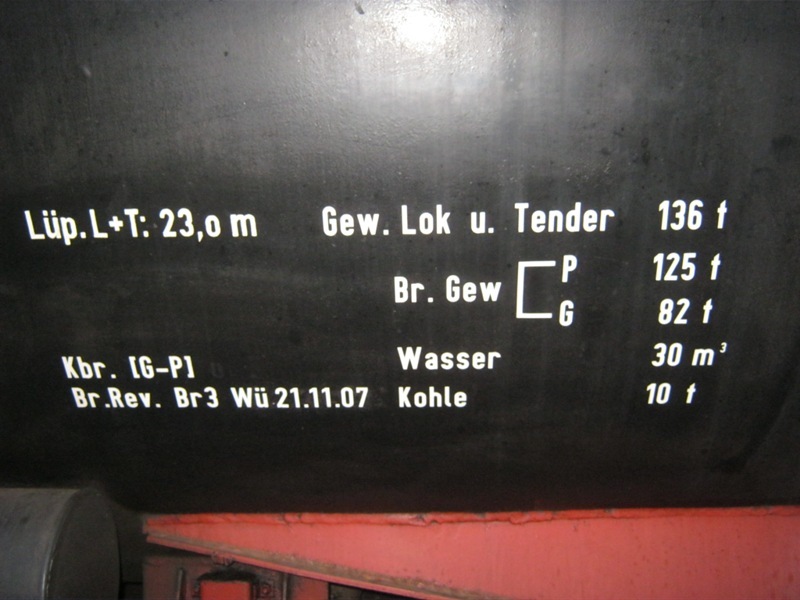 Lüp. L+T: 23,o m Gew. Lok u. Tender 136 t
Br. Gew P 125 t
G 82 t
Kbr. [G-P] Wasser 30 m³
Br.Rev. Br3 Wü 21.11.07 Kohle 10 t